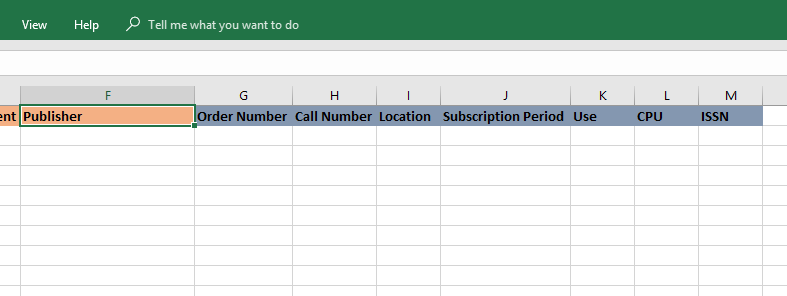 View Help Tell me what you want to do
F G H I J K L M
ent Publisher Order Number Call Number Location Subscription Period Use CPU ISSN